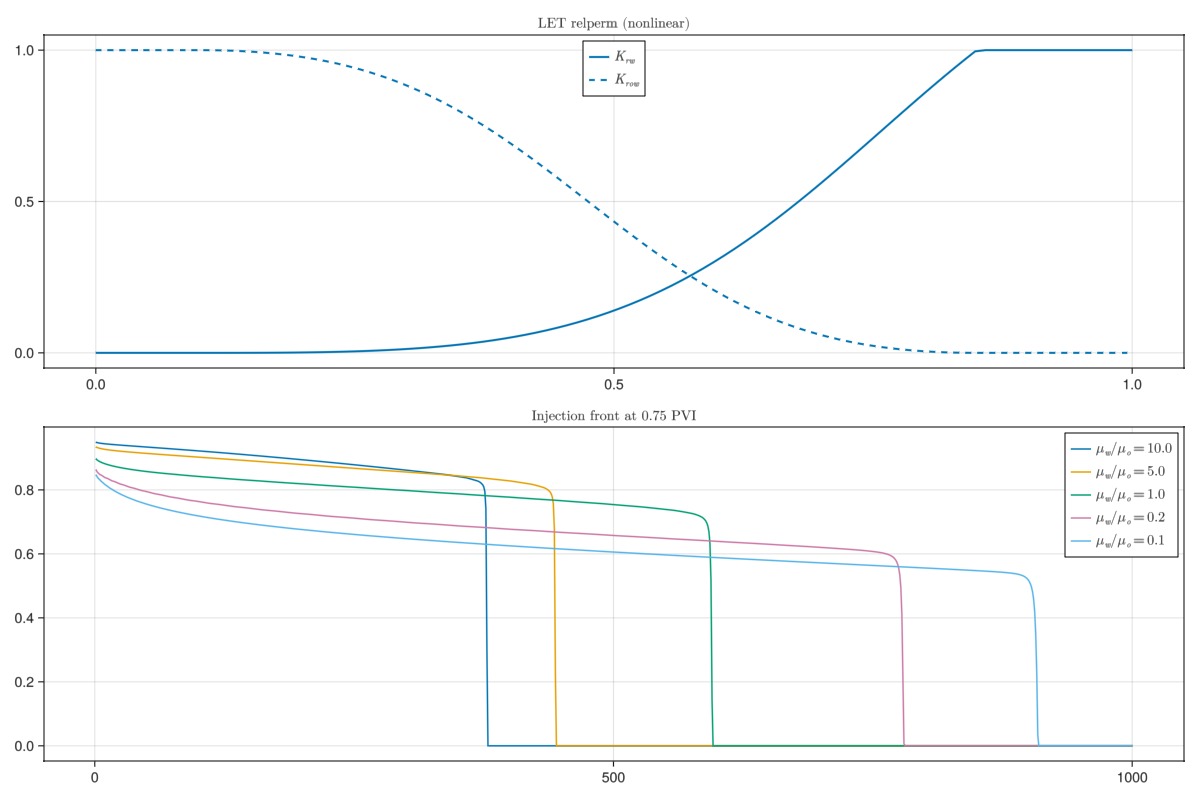 LET relperm (nonlinear)
1.0
K_rw
K_row
0.5
0.0
0.0 0.5 1.0
Injection front at 0.75 PVI
μ_w/μ_o = 10.0
μ_w/μ_o = 5.0
μ_w/μ_o = 1.0
μ_w/μ_o = 0.2
μ_w/μ_o = 0.1
0.8
0.6
0.4
0.2
0.0
0 500 1000